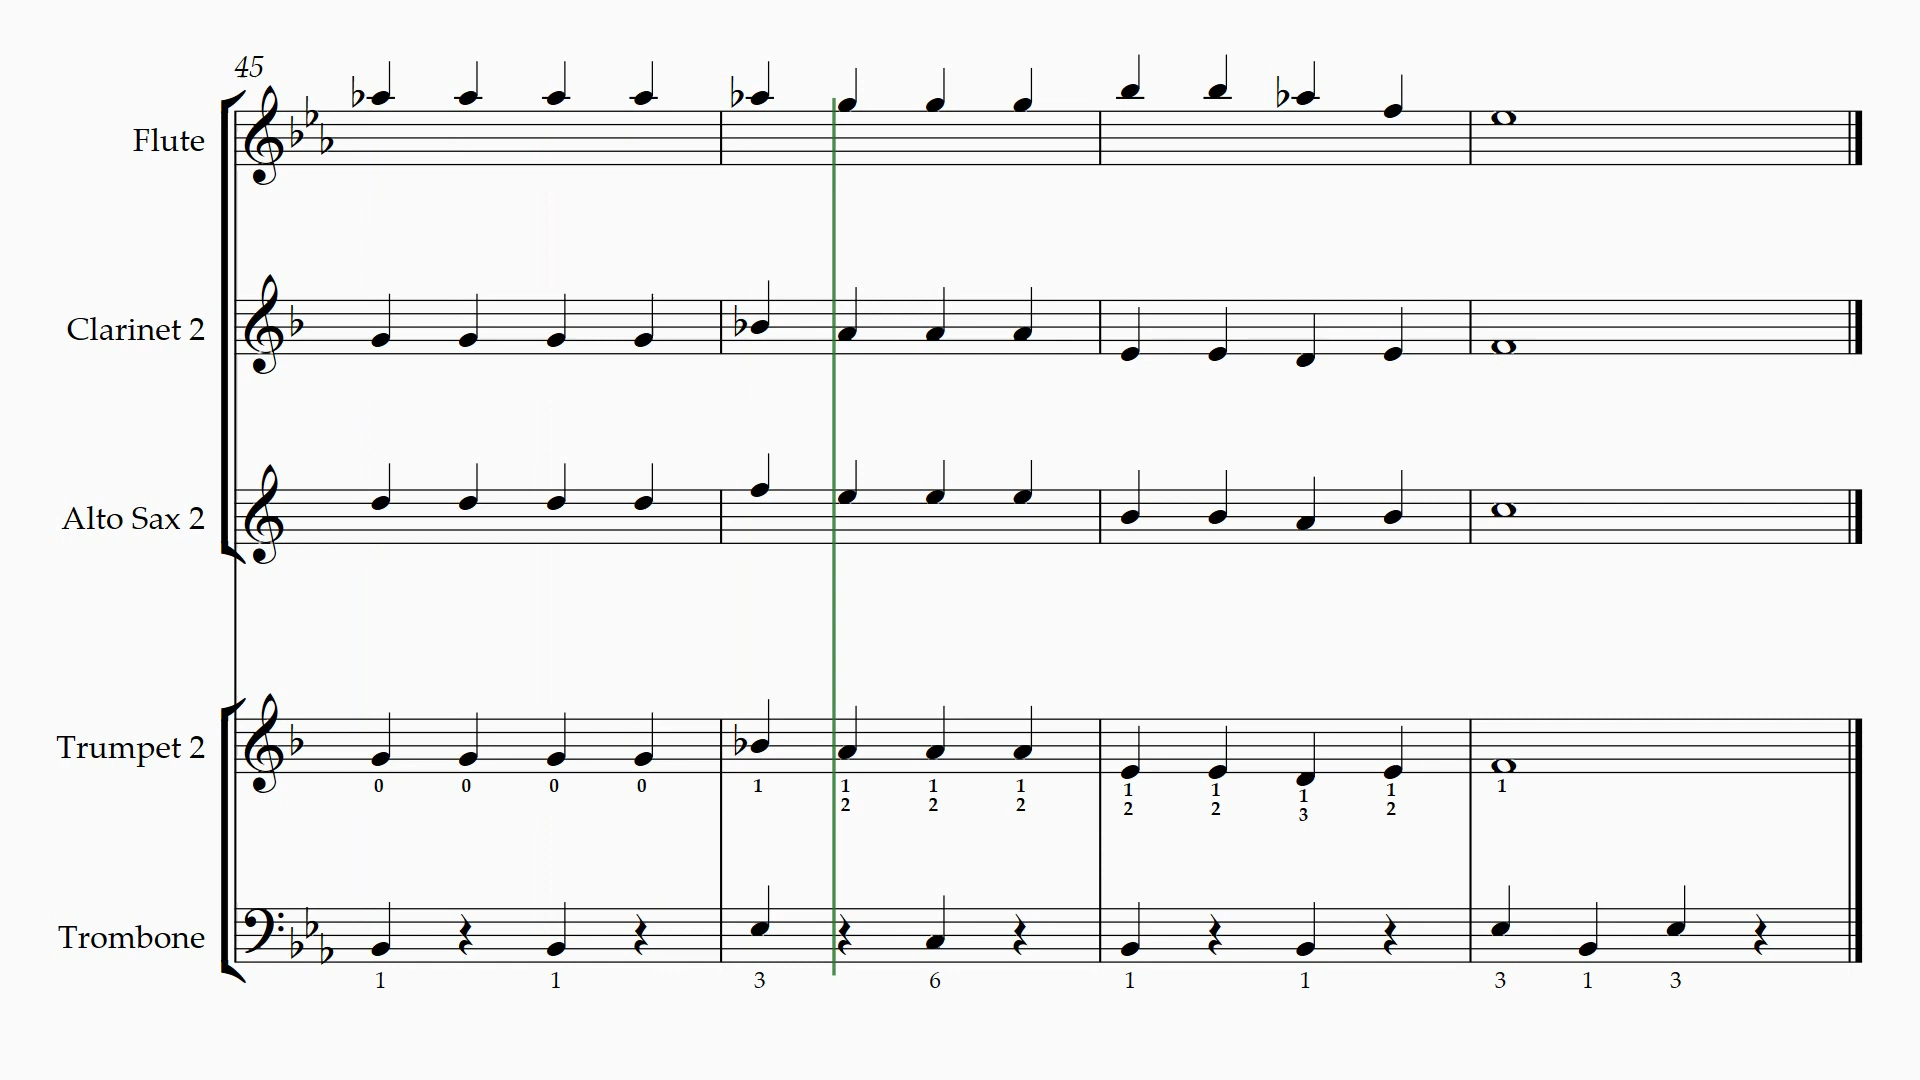 45
Flute
Clarinet 2
Alto Sax 2
Trumpet 2
0 0 0 0 1 1 1 1 1 1 1 1 1
2 2 2 2 2 3 2
Trombone
1 1 3 6 1 1 3 1 3